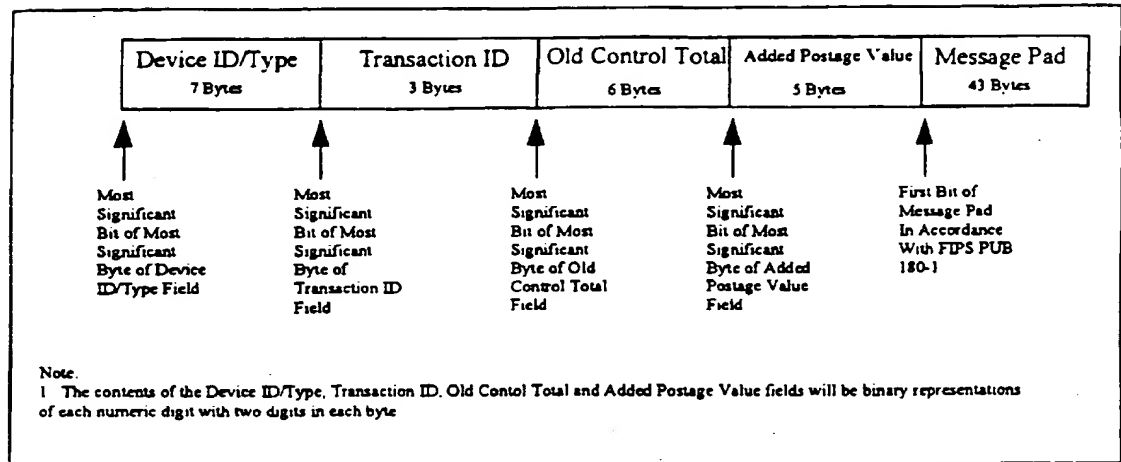 Device ID/Type
7 Bytes
Transaction ID
3 Bytes
Old Control Total
6 Bytes
Added Postage Value
5 Bytes
Message Pad
43 Bytes
Most
Significant
Bit of Most
Significant
Byte of Device
ID/Type Field
Most
Significant
Bit of Most
Significant
Byte of
Transaction ID
Field
Most
Significant
Bit of Most
Significant
Byte of Old
Control Total
Field
Most
Significant
Bit of Most
Significant
Byte of Added
Postage Value
Field
First Bit of
Message Pad
In Accordance
With FIPS PUB
180-1
Note.
1 The contents of the Device ID/Type, Transaction ID. Old Contol Total and Added Postage Value fields will be binary representations
of each numeric digit with two digits in each byte